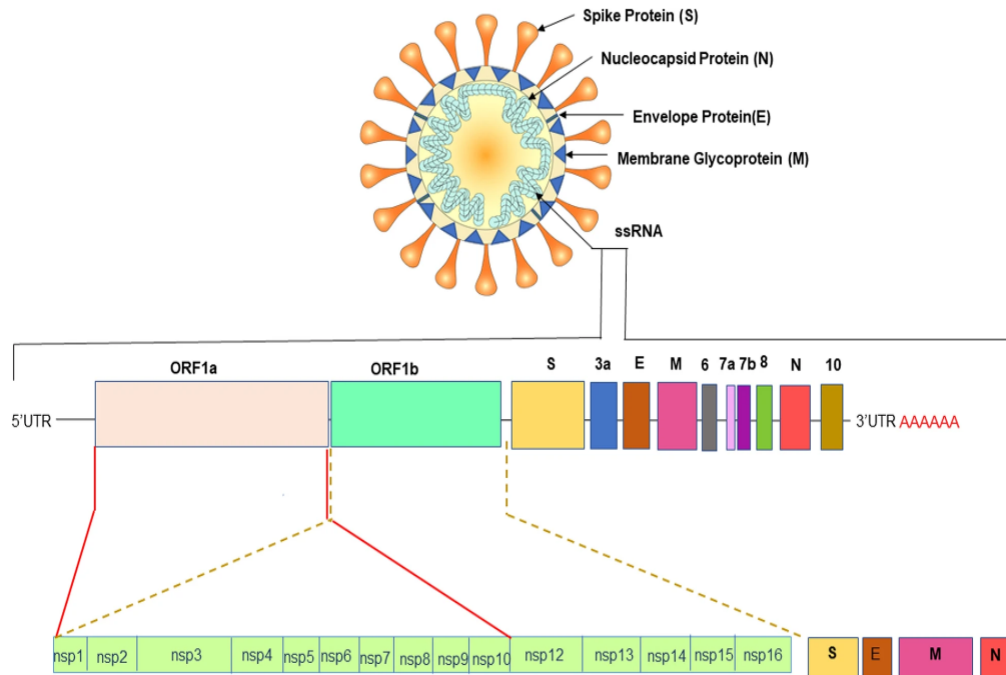 Spike Protein (S)
Nucleocapsid Protein (N)
Envelope Protein(E)
Membrane Glycoprotein (M)
ssRNA
ORF1a ORF1b S 3a E M 6 7a 7b 8 N 10
5'UTR 3'UTR AAAAAA
nsp1 nsp2 nsp3 nsp4 nsp5 nsp6 nsp7 nsp8 nsp9 nsp10 nsp12 nsp13 nsp14 nsp15 nsp16 S E M N